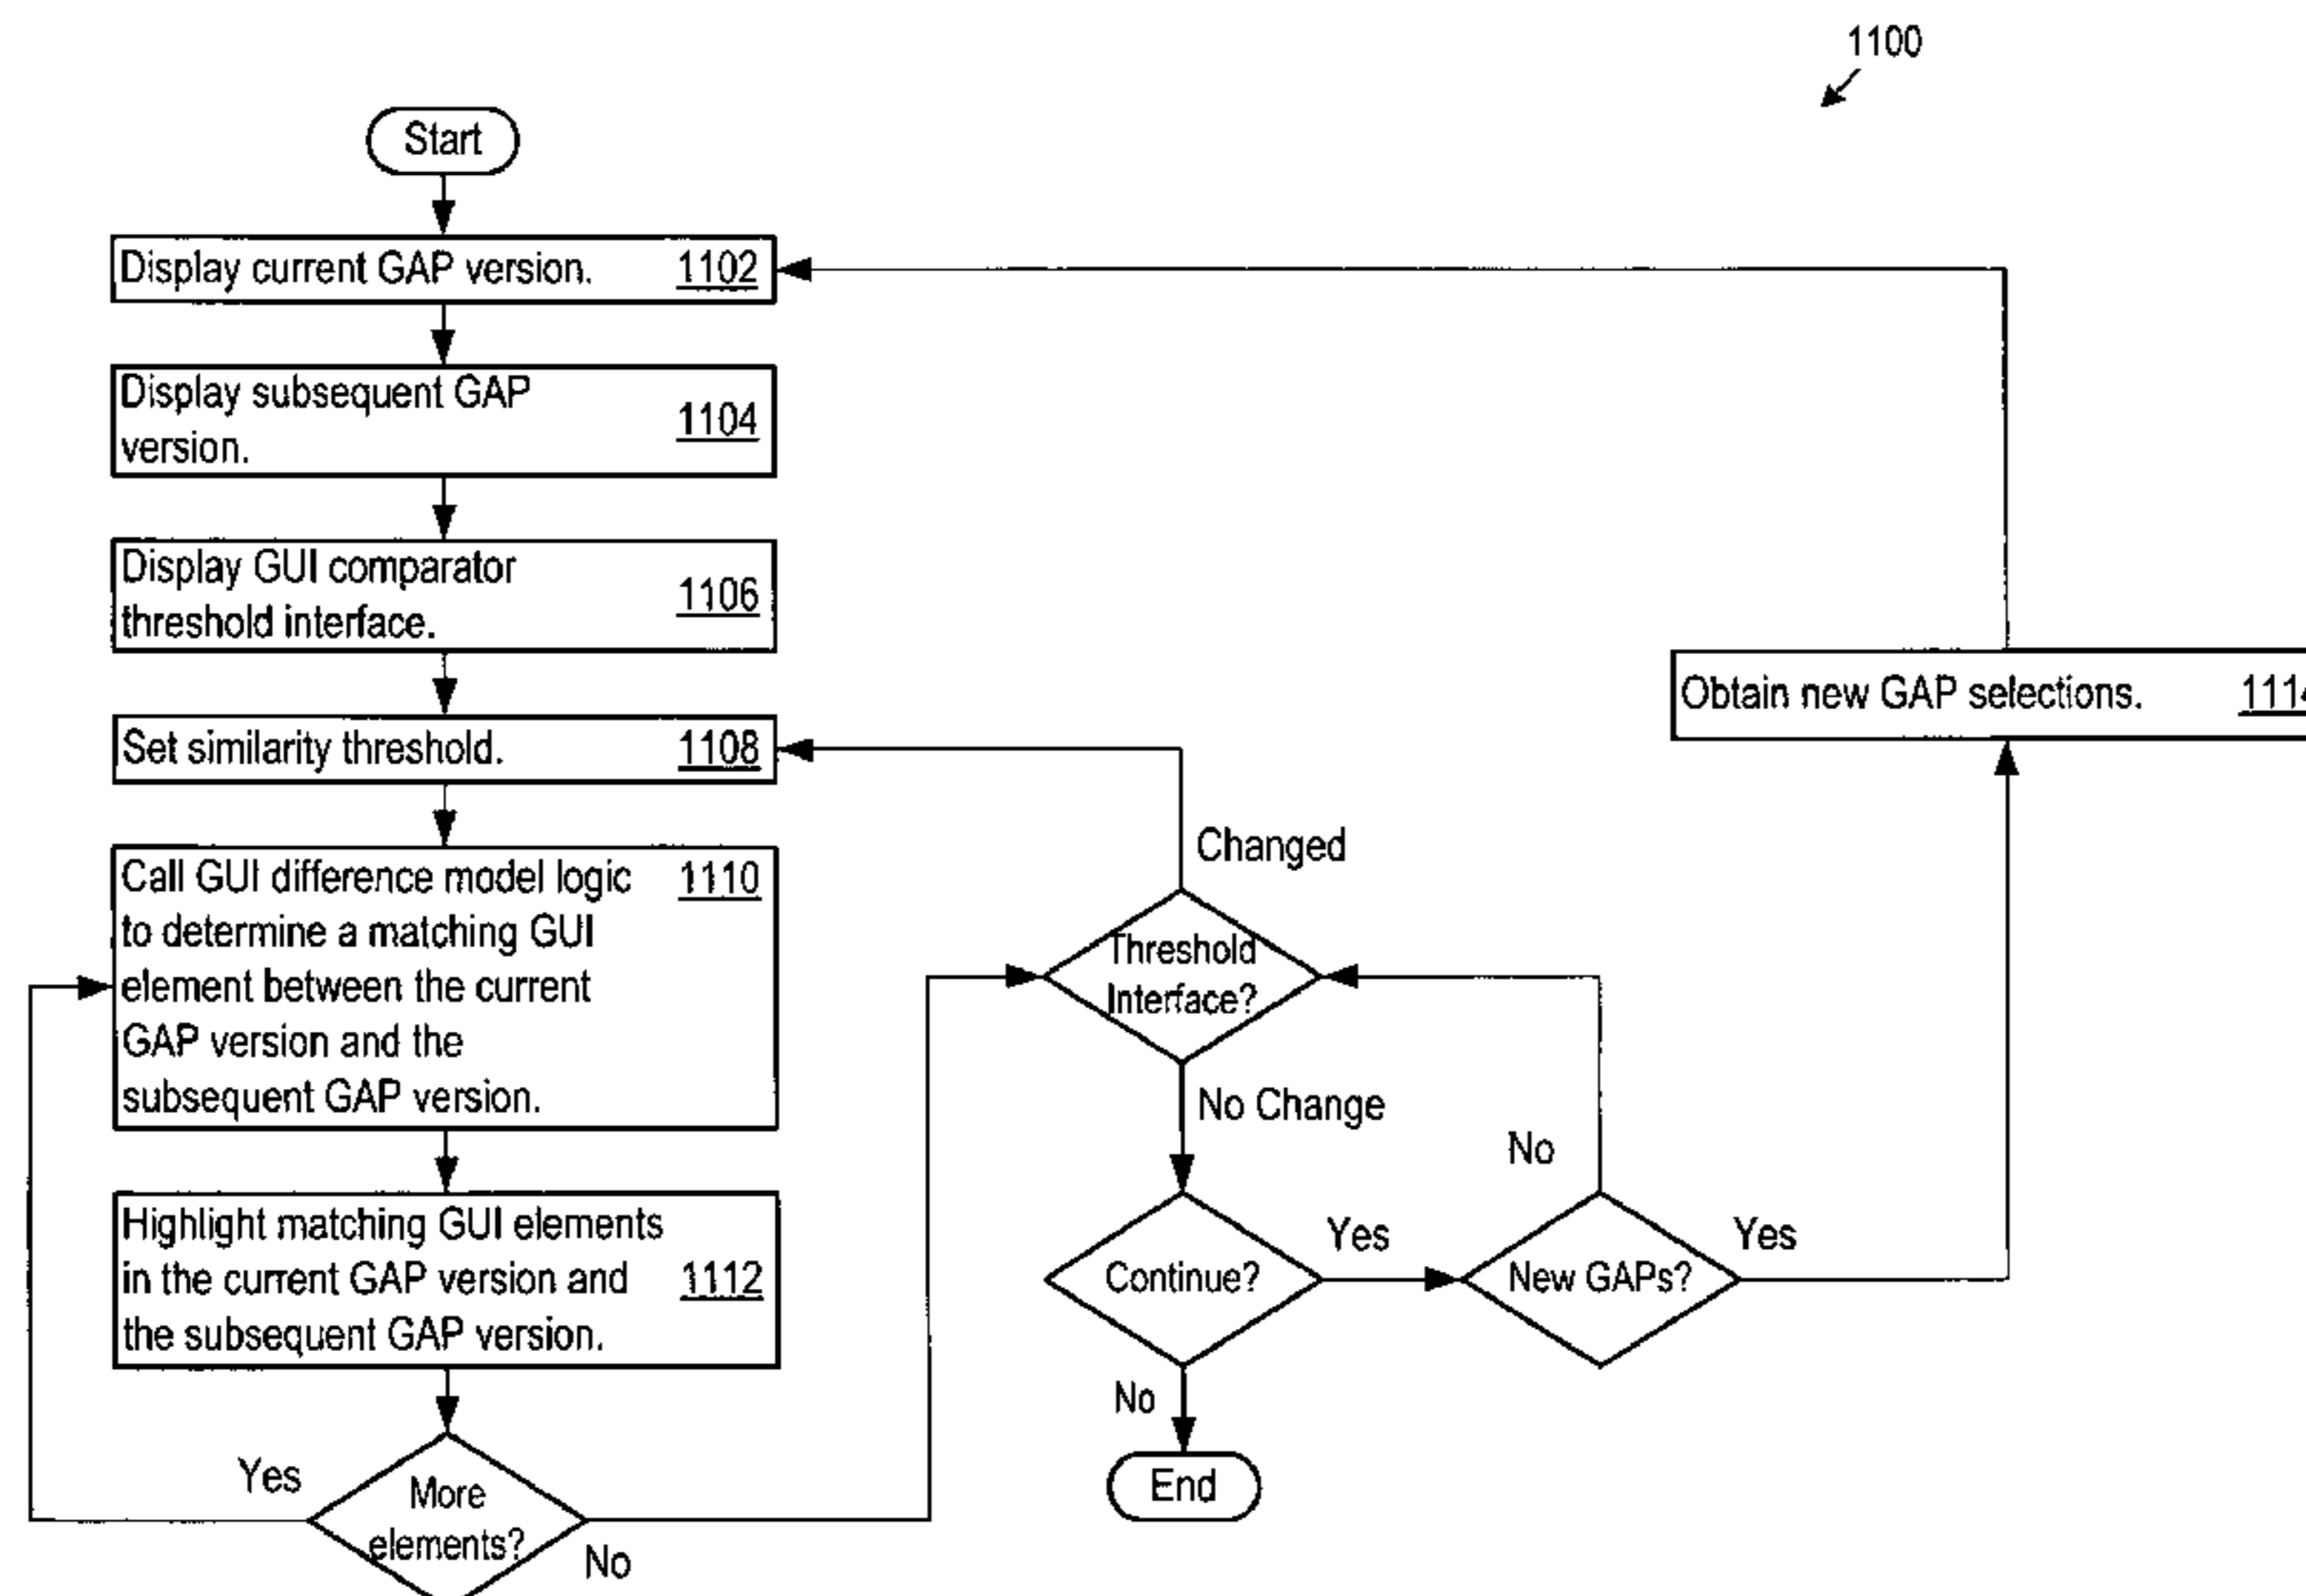 1100
Start
Display current GAP version. 1102
Display subsequent GAP
version.
1104
Display GUI comparator
threshold interface.
1106
Set similarity threshold. 1108
Call GUI difference model logic 1110
to determine a matching GUI
element between the current
GAP version and the
subsequent GAP version.
Highlight matching GUI elements
in the current GAP version and 1112
the subsequent GAP version.
More
elements?
Yes
No
Changed
Threshold
Interface?
No Change
Continue?
Yes
No
End
New GAPs?
No
Yes
Obtain new GAP selections. 1114